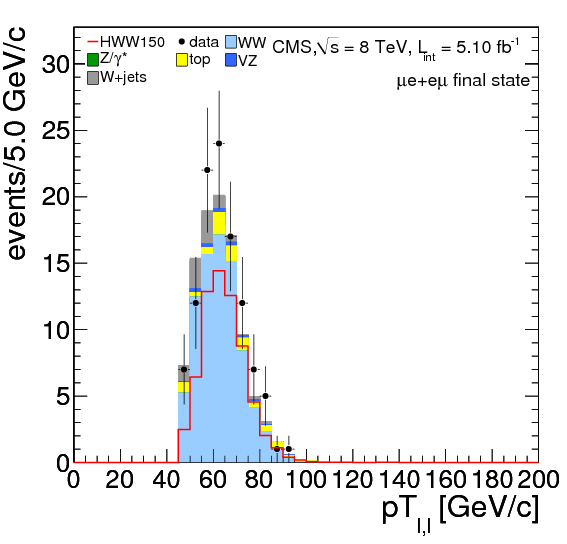 HWW150 data WW
Z/γ* top VZ
W+jets
CMS,√s = 8 TeV, L_int = 5.10 fb⁻¹
μe+eμ final state
events/5.0 GeV/c
30
25
20
15
10
5
0
0 20 40 60 80 100 120 140 160 180 200
pT_l,l [GeV/c]